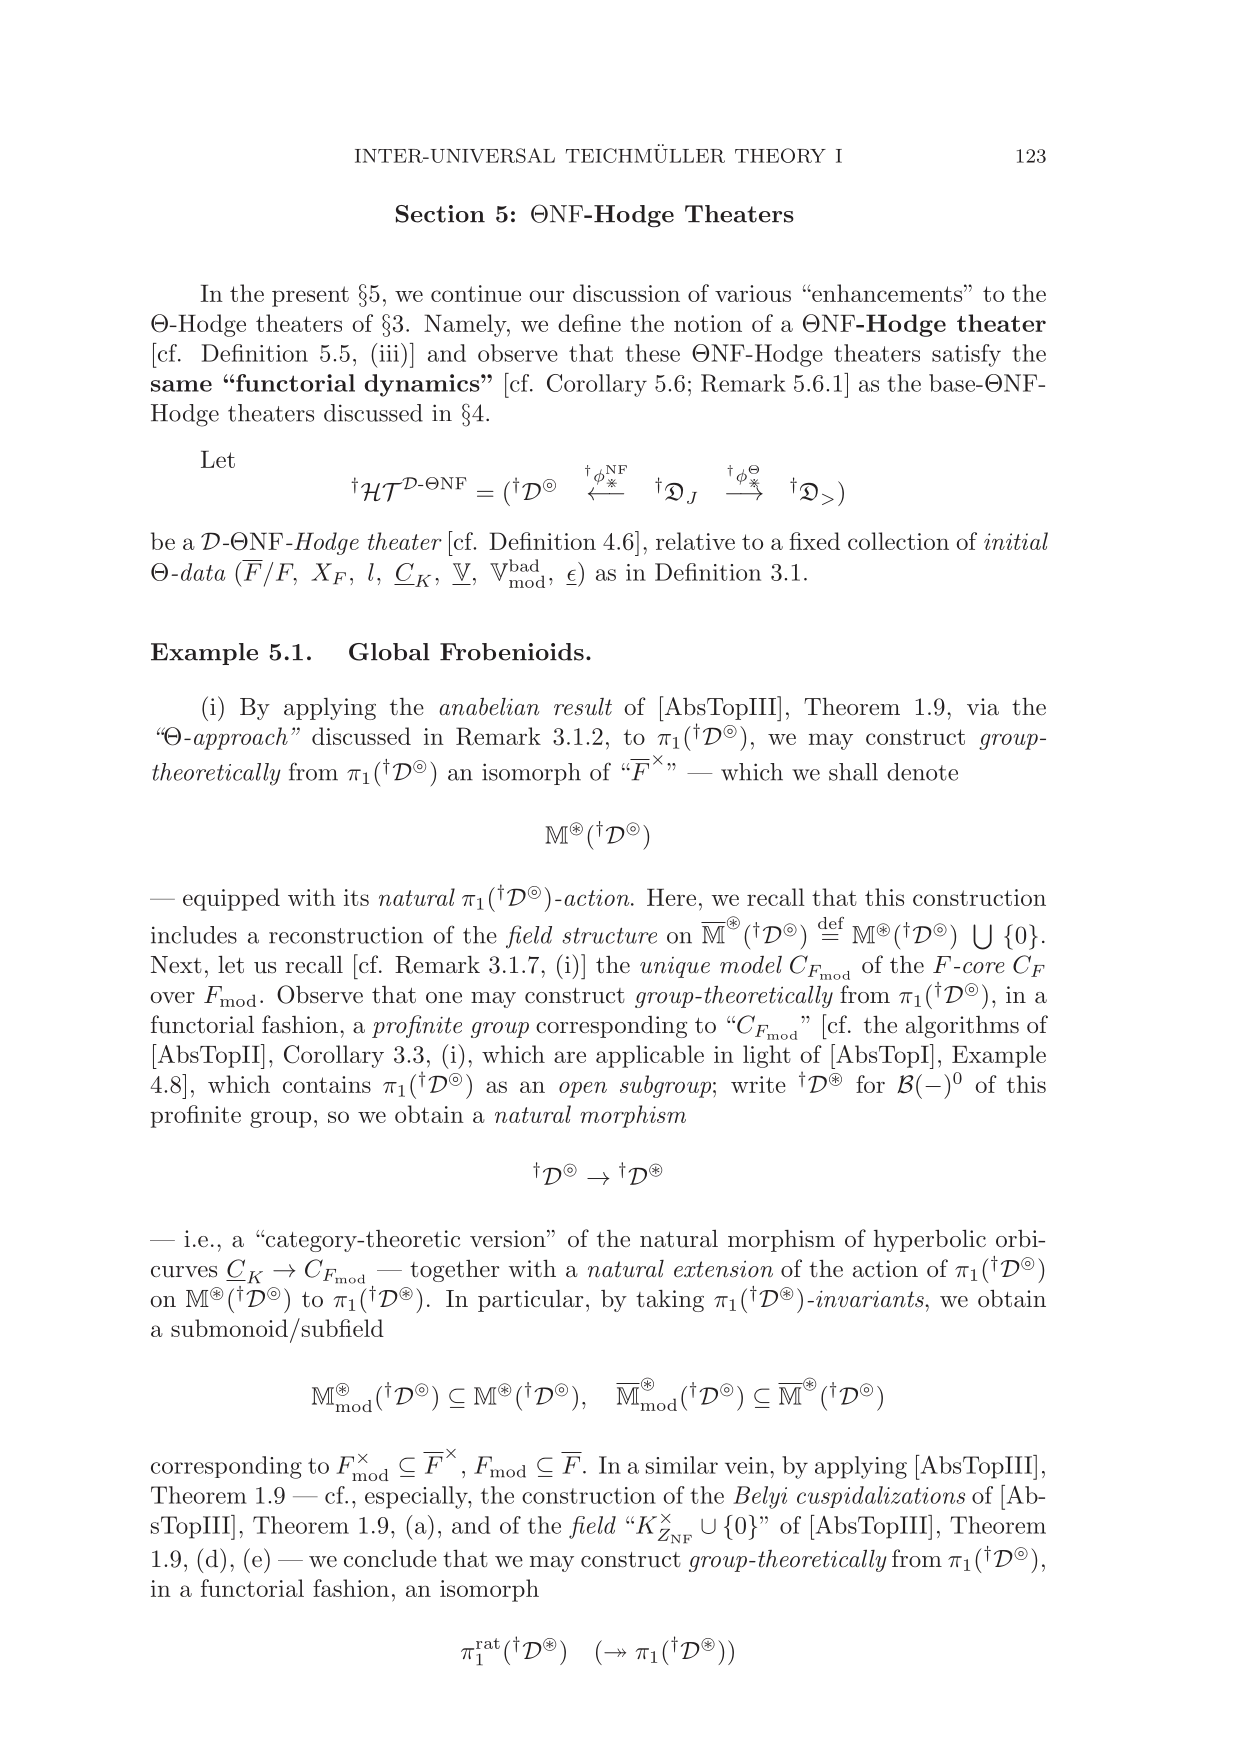 INTER-UNIVERSAL TEICHMÜLLER THEORY I 123
Section 5: ΘNF-Hodge Theaters
In the present §5, we continue our discussion of various “enhancements” to the
Θ-Hodge theaters of §3. Namely, we define the notion of a ΘNF-Hodge theater
[cf. Definition 5.5, (iii)] and observe that these ΘNF-Hodge theaters satisfy the
same “functorial dynamics” [cf. Corollary 5.6; Remark 5.6.1] as the base-ΘNF-
Hodge theaters discussed in §4.
Let
$^\dagger\mathcal{HT}^{\mathcal{D}\text{-}\Theta\mathrm{NF}} = (^\dagger\mathcal{D}^{\circledcirc} \xleftarrow{^\dagger\phi^{\mathrm{NF}}_{⋇}} {}^\dagger\mathfrak{D}_J \xrightarrow{^\dagger\phi^{\Theta}_{⋇}} {}^\dagger\mathfrak{D}_>)$
be a $\mathcal{D}$-ΘNF-Hodge theater [cf. Definition 4.6], relative to a fixed collection of initial
Θ-data ($\overline{F}/F$, $X_F$, $l$, $\underline{C}_K$, $\underline{\mathbb{V}}$, $\mathbb{V}^{\mathrm{bad}}_{\mathrm{mod}}$, $\underline{\epsilon}$) as in Definition 3.1.
Example 5.1. Global Frobenioids.
(i) By applying the anabelian result of [AbsTopIII], Theorem 1.9, via the
“Θ-approach” discussed in Remark 3.1.2, to $\pi_1(^\dagger\mathcal{D}^{\circledcirc})$, we may construct group-
theoretically from $\pi_1(^\dagger\mathcal{D}^{\circledcirc})$ an isomorph of “$\overline{F}^\times$” — which we shall denote
$\mathbb{M}^{\circledast}(^\dagger\mathcal{D}^{\circledcirc})$
— equipped with its natural $\pi_1(^\dagger\mathcal{D}^{\circledcirc})$-action. Here, we recall that this construction
includes a reconstruction of the field structure on $\overline{\mathbb{M}}^{\circledast}(^\dagger\mathcal{D}^{\circledcirc}) \overset{\mathrm{def}}{=} \mathbb{M}^{\circledast}(^\dagger\mathcal{D}^{\circledcirc}) \bigcup \{0\}$.
Next, let us recall [cf. Remark 3.1.7, (i)] the unique model $C_{F_{\mathrm{mod}}}$ of the $F$-core $C_F$
over $F_{\mathrm{mod}}$. Observe that one may construct group-theoretically from $\pi_1(^\dagger\mathcal{D}^{\circledcirc})$, in a
functorial fashion, a profinite group corresponding to “$C_{F_{\mathrm{mod}}}$” [cf. the algorithms of
[AbsTopII], Corollary 3.3, (i), which are applicable in light of [AbsTopI], Example
4.8], which contains $\pi_1(^\dagger\mathcal{D}^{\circledcirc})$ as an open subgroup; write $^\dagger\mathcal{D}^{\circledast}$ for $\mathcal{B}(-)^0$ of this
profinite group, so we obtain a natural morphism
$^\dagger\mathcal{D}^{\circledcirc} \to {}^\dagger\mathcal{D}^{\circledast}$
— i.e., a “category-theoretic version” of the natural morphism of hyperbolic orbi-
curves $\underline{C}_K \to C_{F_{\mathrm{mod}}}$ — together with a natural extension of the action of $\pi_1(^\dagger\mathcal{D}^{\circledcirc})$
on $\mathbb{M}^{\circledast}(^\dagger\mathcal{D}^{\circledcirc})$ to $\pi_1(^\dagger\mathcal{D}^{\circledast})$. In particular, by taking $\pi_1(^\dagger\mathcal{D}^{\circledast})$-invariants, we obtain
a submonoid/subfield
$\mathbb{M}^{\circledast}_{\mathrm{mod}}(^\dagger\mathcal{D}^{\circledcirc}) \subseteq \mathbb{M}^{\circledast}(^\dagger\mathcal{D}^{\circledcirc}), \quad \overline{\mathbb{M}}^{\circledast}_{\mathrm{mod}}(^\dagger\mathcal{D}^{\circledcirc}) \subseteq \overline{\mathbb{M}}^{\circledast}(^\dagger\mathcal{D}^{\circledcirc})$
corresponding to $F^\times_{\mathrm{mod}} \subseteq \overline{F}^\times$, $F_{\mathrm{mod}} \subseteq \overline{F}$. In a similar vein, by applying [AbsTopIII],
Theorem 1.9 — cf., especially, the construction of the Belyi cuspidalizations of [Ab-
sTopIII], Theorem 1.9, (a), and of the field “$K^\times_{Z_{\mathrm{NF}}} \cup \{0\}$” of [AbsTopIII], Theorem
1.9, (d), (e) — we conclude that we may construct group-theoretically from $\pi_1(^\dagger\mathcal{D}^{\circledcirc})$,
in a functorial fashion, an isomorph
$\pi_1^{\mathrm{rat}}(^\dagger\mathcal{D}^{\circledast}) \quad (\twoheadrightarrow \pi_1(^\dagger\mathcal{D}^{\circledast}))$